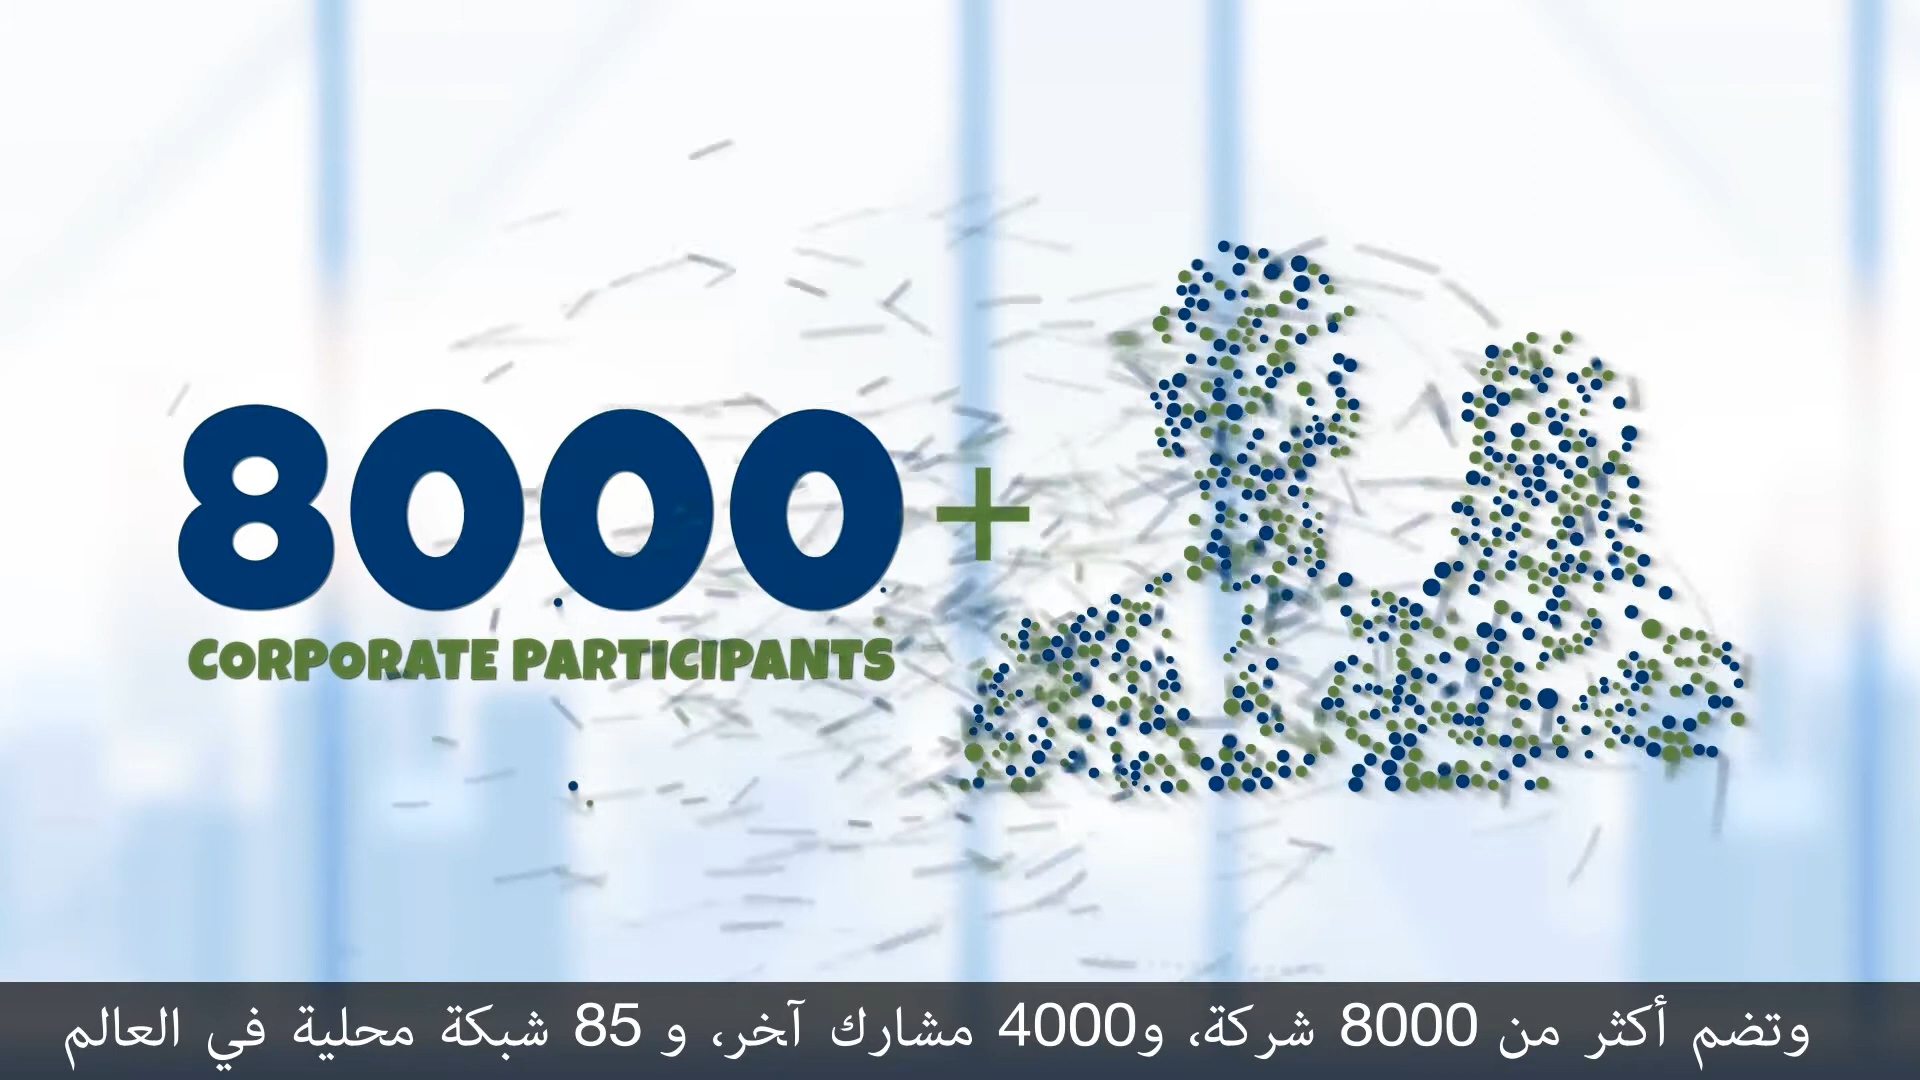 8000+
CORPORATE PARTICIPANTS
وتضم أكثر من 8000 شركة، و4000 مشارك آخر، و 85 شبكة محلية في العالم